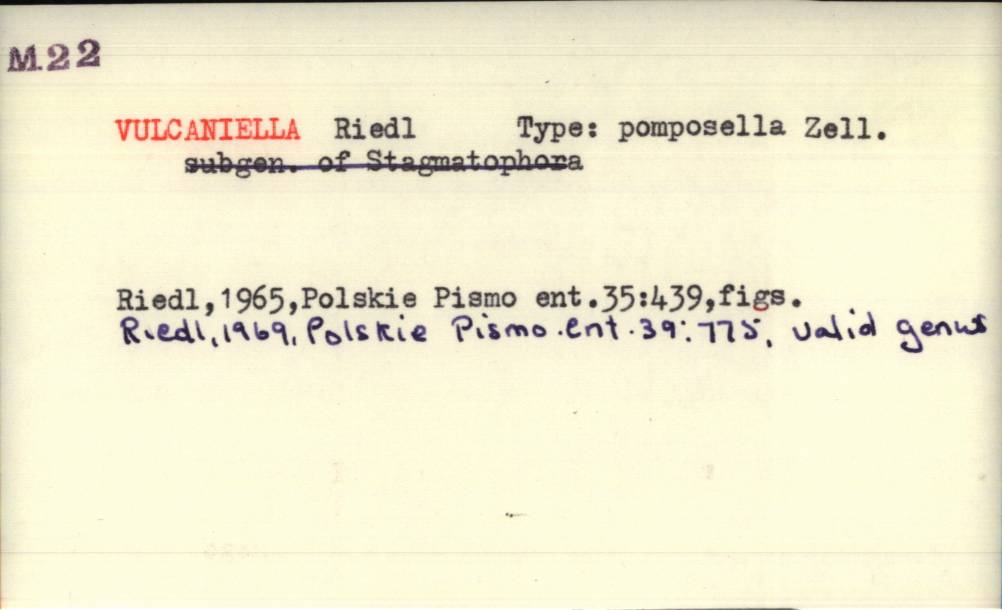 M.22
VULCANIELLA Riedl Type: pomposella Zell.
subgen. of Stagmatophora
Riedl,1965,Polskie Pismo ent.35:439,figs.
Riedl,1969, Polskie Pismo.ent.39:775, valid genus